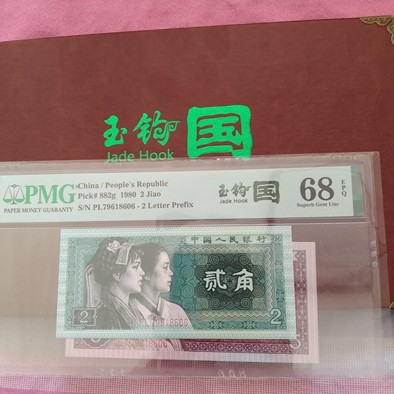 玉钩国
Jade Hook
PMG
PAPER MONEY GUARANTY
China / People's Republic
Pick# 882g 1980 2 Jiao
S/N PL79618606 - 2 Letter Prefix
玉钩国
Jade Hook
68 EPQ
Superb Gem Unc
中国人民银行
贰角
2
2